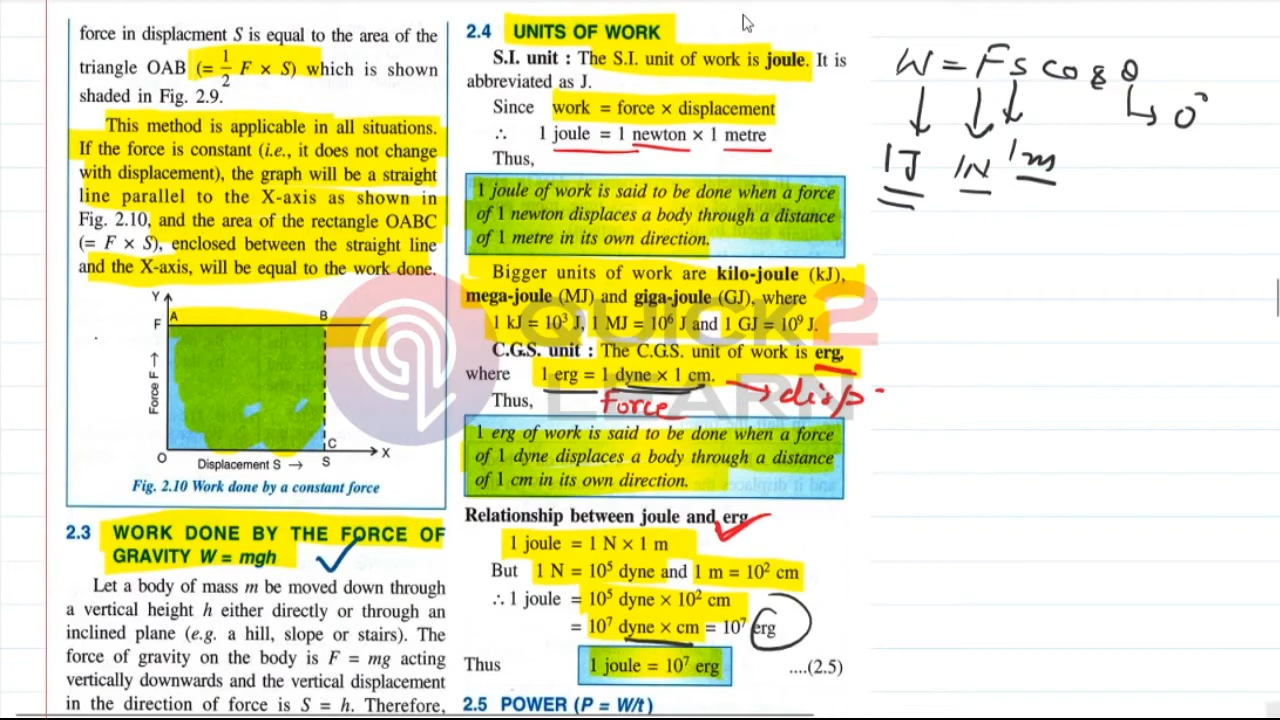 force in displacment S is equal to the area of the
triangle OAB (= 1/2 F × S) which is shown
shaded in Fig. 2.9.
This method is applicable in all situations.
If the force is constant (i.e., it does not change
with displacement), the graph will be a straight
line parallel to the X-axis as shown in
Fig. 2.10, and the area of the rectangle OABC
(= F × S), enclosed between the straight line
and the X-axis, will be equal to the work done.
Y
F
A
B
Force F →
O
C
X
Displacement S →
S
Fig. 2.10 Work done by a constant force
2.3 WORK DONE BY THE FORCE OF
GRAVITY W = mgh
Let a body of mass m be moved down through
a vertical height h either directly or through an
inclined plane (e.g. a hill, slope or stairs). The
force of gravity on the body is F = mg acting
vertically downwards and the vertical displacement
in the direction of force is S = h. Therefore,
2.4 UNITS OF WORK
S.I. unit : The S.I. unit of work is joule. It is
abbreviated as J.
Since work = force × displacement
∴ 1 joule = 1 newton × 1 metre
Thus,
1 joule of work is said to be done when a force
of 1 newton displaces a body through a distance
of 1 metre in its own direction.
Bigger units of work are kilo-joule (kJ),
mega-joule (MJ) and giga-joule (GJ), where
1 kJ = 10³ J, 1 MJ = 10⁶ J and 1 GJ = 10⁹ J.
C.G.S. unit : The C.G.S. unit of work is erg,
where 1 erg = 1 dyne × 1 cm. → disp.
Thus, Force
1 erg of work is said to be done when a force
of 1 dyne displaces a body through a distance
of 1 cm in its own direction.
Relationship between joule and erg
1 joule = 1 N × 1 m
But 1 N = 10⁵ dyne and 1 m = 10² cm
∴ 1 joule = 10⁵ dyne × 10² cm
= 10⁷ dyne × cm = 10⁷ erg
Thus 1 joule = 10⁷ erg ....(2.5)
2.5 POWER (P = W/t)
W = F s cos θ
0°
1J 1N 1m
QUICK 2
LEARN